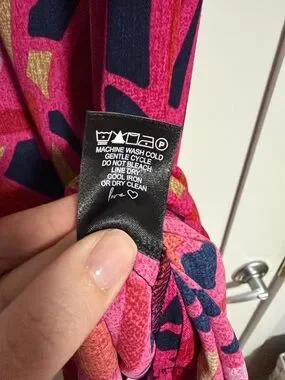 P
MACHINE WASH COLD
GENTLE CYCLE
DO NOT BLEACH
LINE DRY
COOL IRON
OR DRY CLEAN